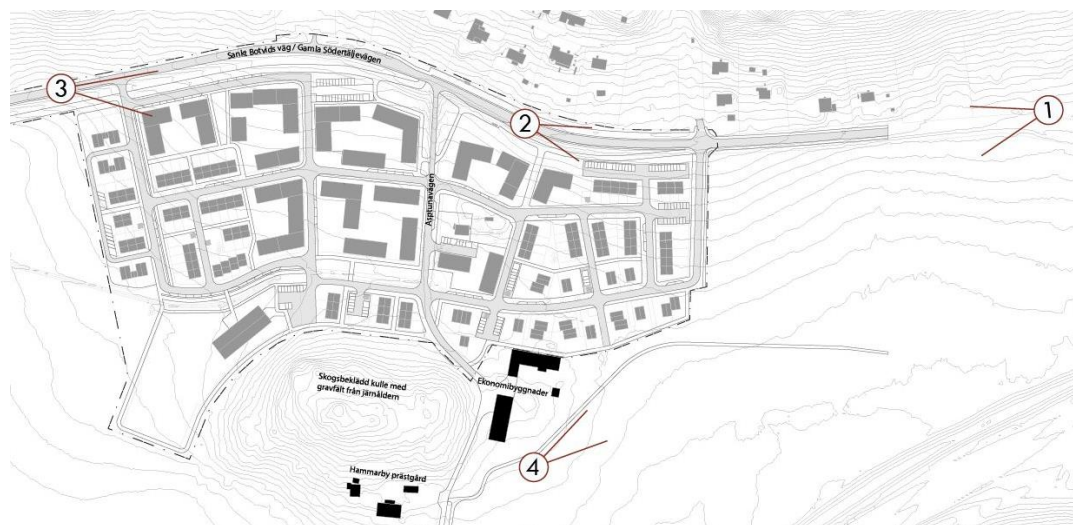 Sankt Botvids väg / Gamla Södertäljevägen
3
2
1
Asptunavägen
Skogsbeklädd kulle med
gravfält från järnåldern
Ekonomibyggnader
4
Hammarby prästgård